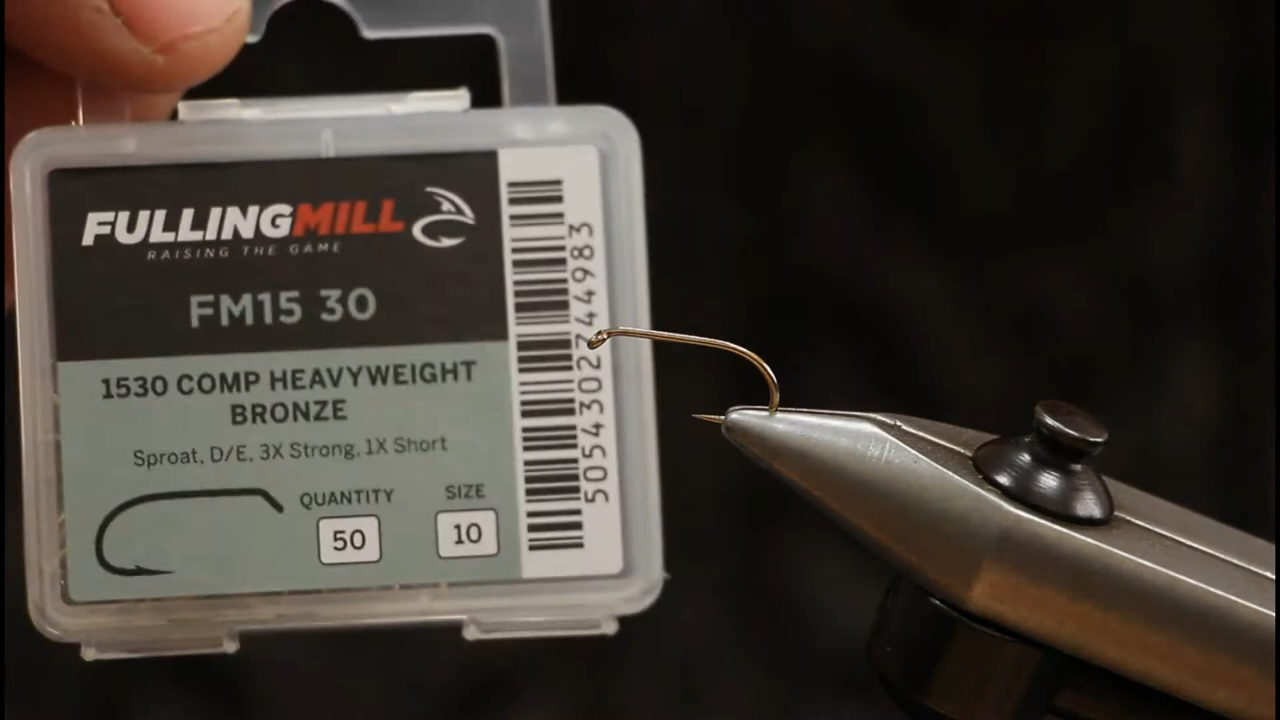 FULLINGMILL
RAISING THE GAME
FM15 30
1530 COMP HEAVYWEIGHT
BRONZE
Sproat, D/E, 3X Strong, 1X Short
QUANTITY
50
SIZE
10
5054302744983